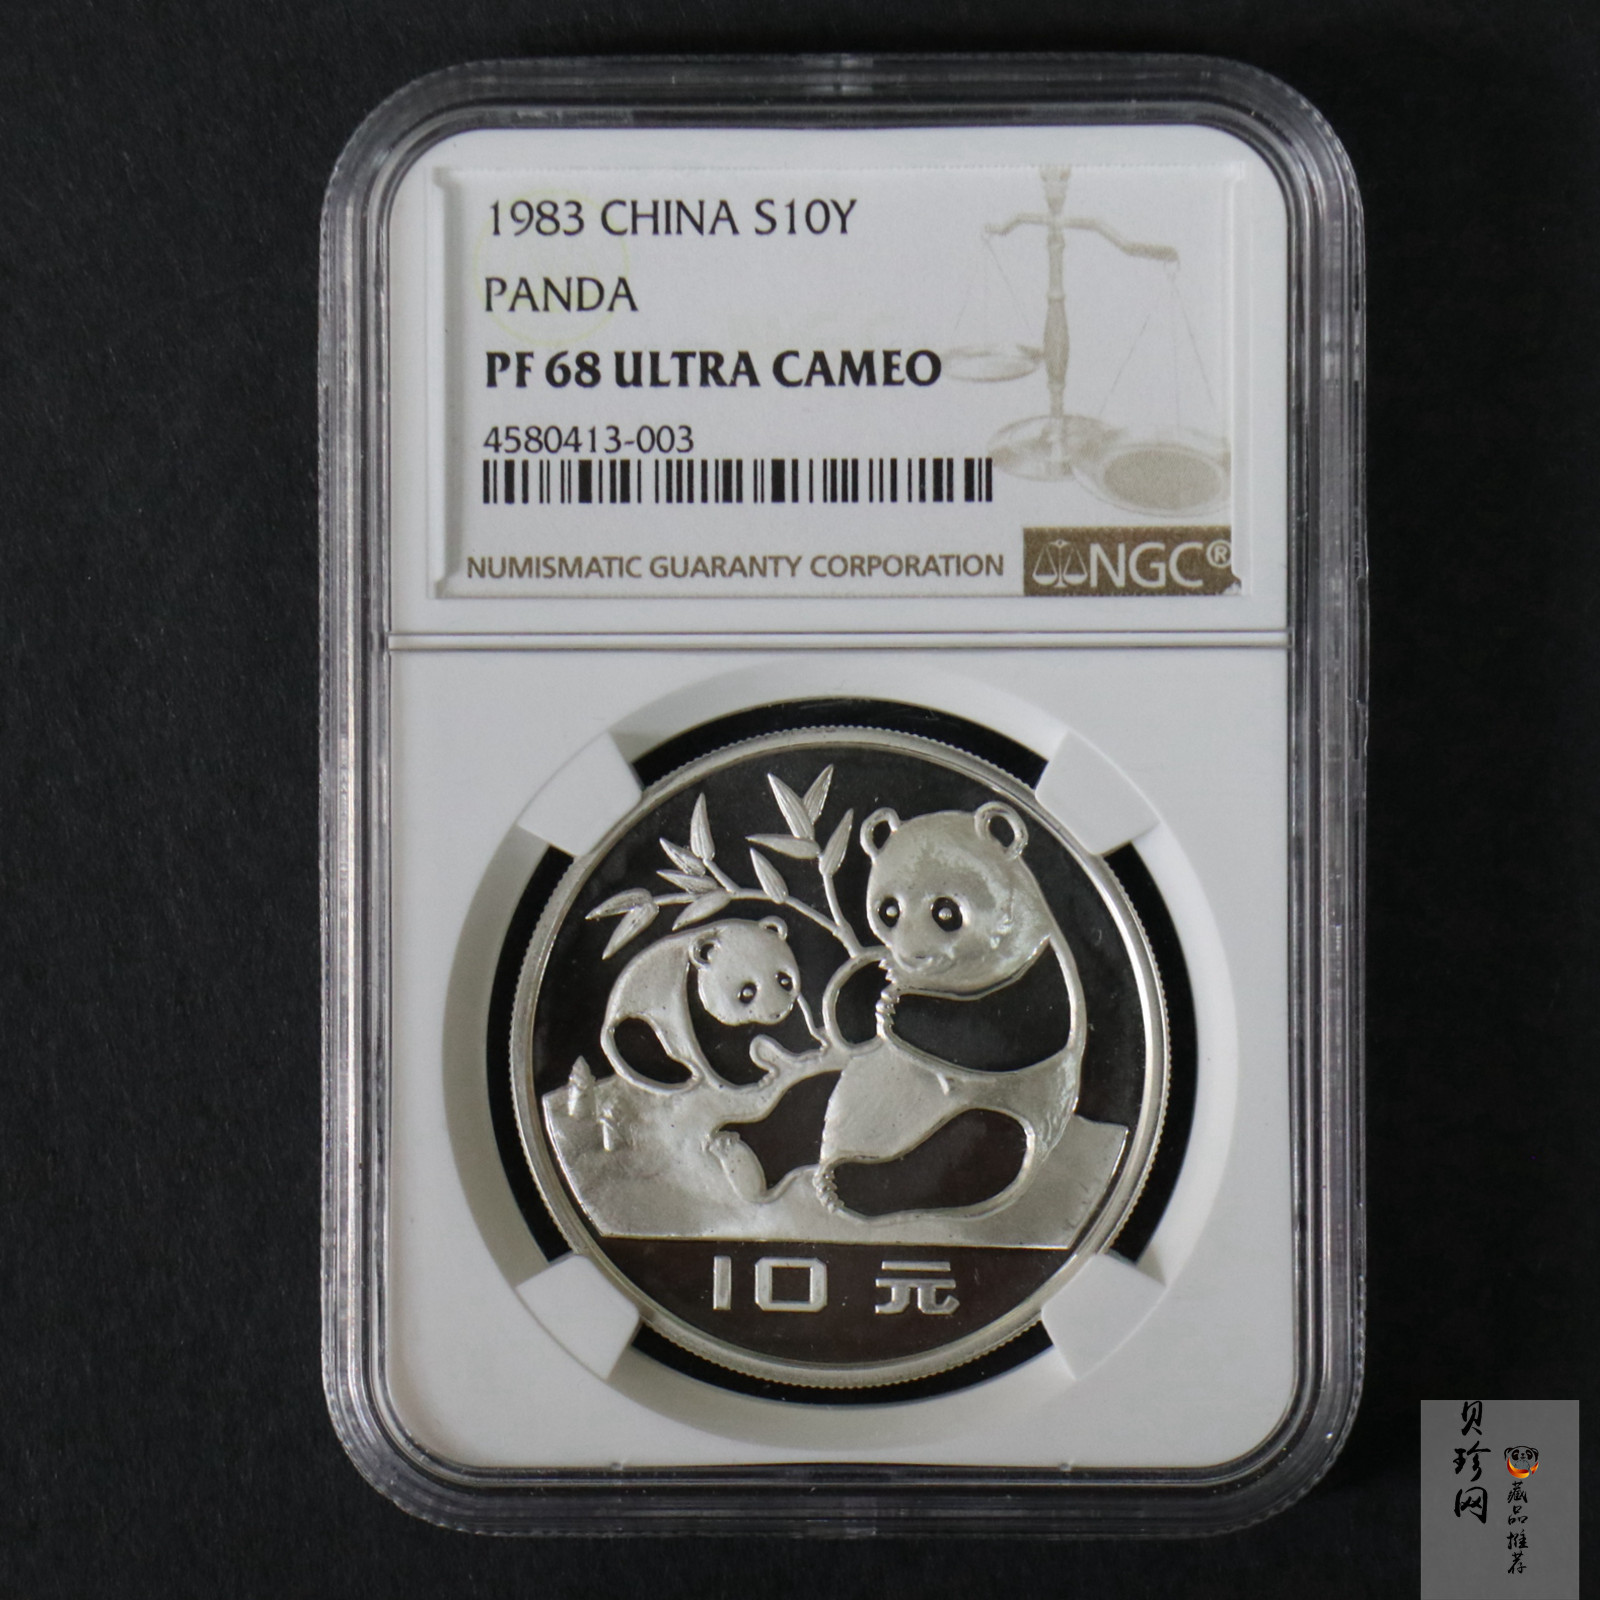 1983 CHINA S10Y
PANDA
PF 68 ULTRA CAMEO
4580413-003
NUMISMATIC GUARANTY CORPORATION
NGC®
10 元
贝珍网
藏品推荐